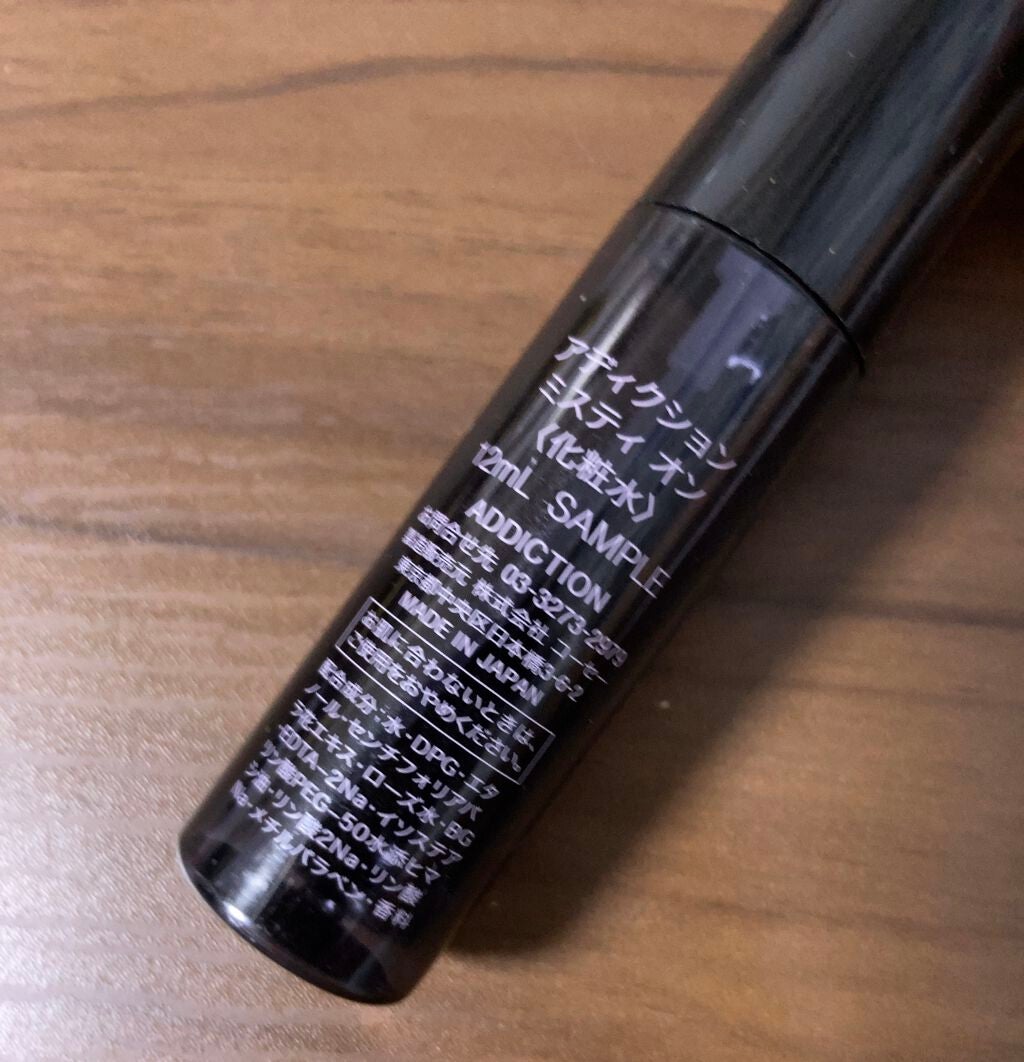 アディクション
ミスティ オン
〈化粧水〉
12mL SAMPLE
ADDICTION
お問合せ先 03-3273-2979
製造販売元 株式会社コーセー
東京都中央区日本橋3-6-2
MADE IN JAPAN
お肌に合わないときは、
ご使用をおやめください。
配合成分:水・DPG・エタ
ノール・センチフォリアバ
ラエキス・ローズ水・BG・
EDTA-2Na・イソステア
リン酸PEG-50水添ヒマ
シ油・リン酸2Na・リン酸
Na・メチルパラベン・香料